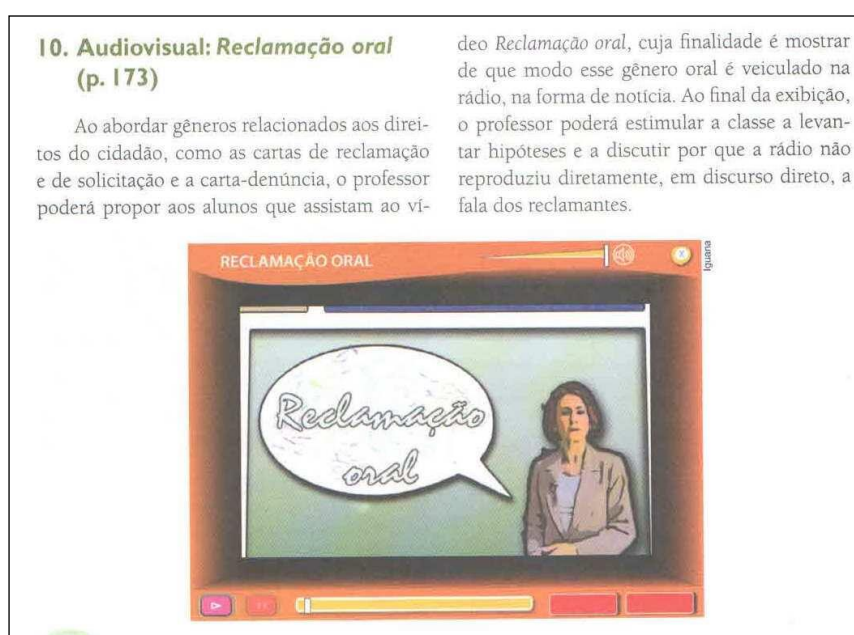 10. Audiovisual: Reclamação oral
(p. 173)
Ao abordar gêneros relacionados aos direi-
tos do cidadão, como as cartas de reclamação
e de solicitação e a carta-denúncia, o professor
poderá propor aos alunos que assistam ao ví-
deo Reclamação oral, cuja finalidade é mostrar
de que modo esse gênero oral é veiculado na
rádio, na forma de notícia. Ao final da exibição,
o professor poderá estimular a classe a levan-
tar hipóteses e a discutir por que a rádio não
reproduziu diretamente, em discurso direto, a
fala dos reclamantes.
RECLAMAÇÃO ORAL
Iguana
Reclamação
oral